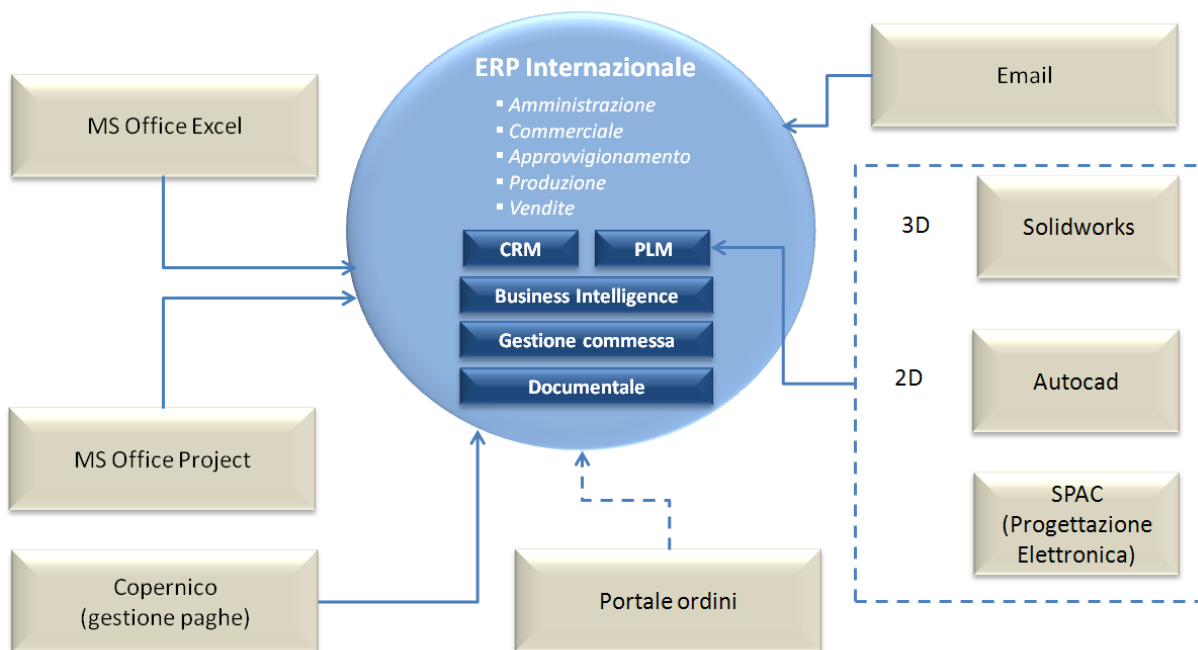 ERP Internazionale
▪ Amministrazione
▪ Commerciale
▪ Approvvigionamento
▪ Produzione
▪ Vendite
CRM
PLM
Business Intelligence
Gestione commessa
Documentale
MS Office Excel
MS Office Project
Copernico
(gestione paghe)
Portale ordini
Email
3D
Solidworks
2D
Autocad
SPAC
(Progettazione
Elettronica)